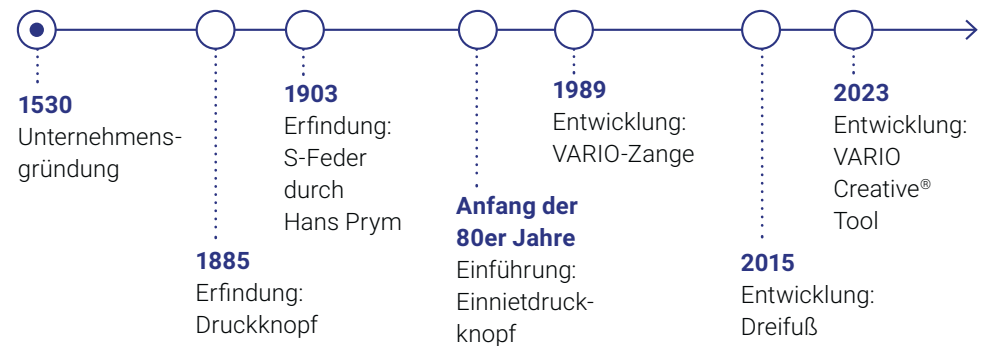 1530
Unternehmens-
gründung
1885
Erfindung:
Druckknopf
1903
Erfindung:
S-Feder
durch
Hans Prym
Anfang der
80er Jahre
Einführung:
Einnietdruck-
knopf
1989
Entwicklung:
VARIO-Zange
2015
Entwicklung:
Dreifuß
2023
Entwicklung:
VARIO
Creative®
Tool